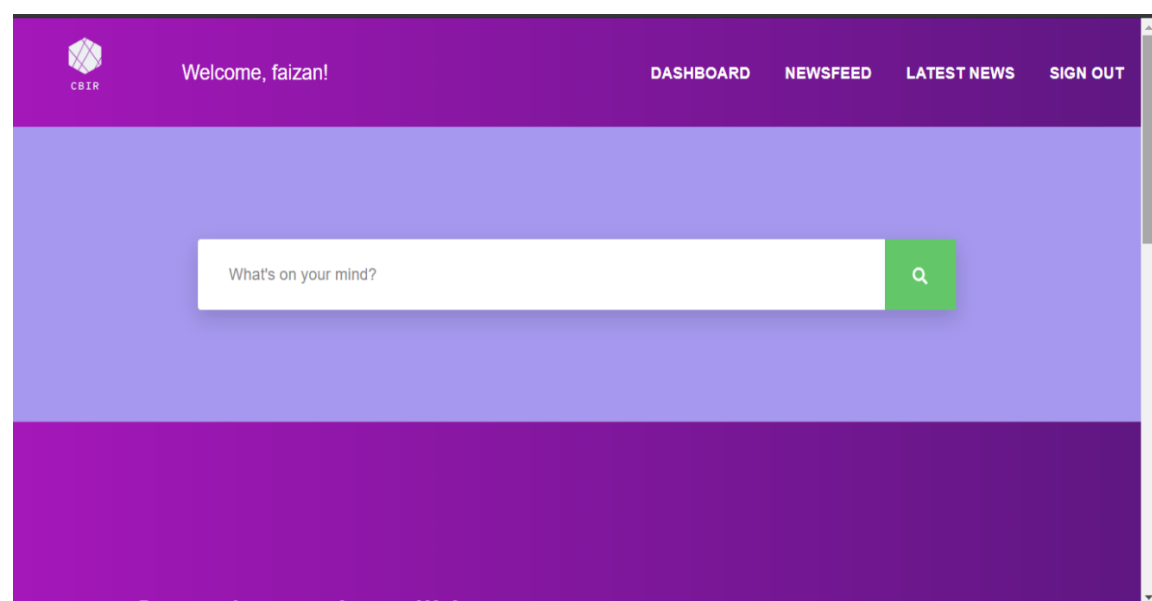 CBIR
Welcome, faizan!
DASHBOARD NEWSFEED LATEST NEWS SIGN OUT
What's on your mind?